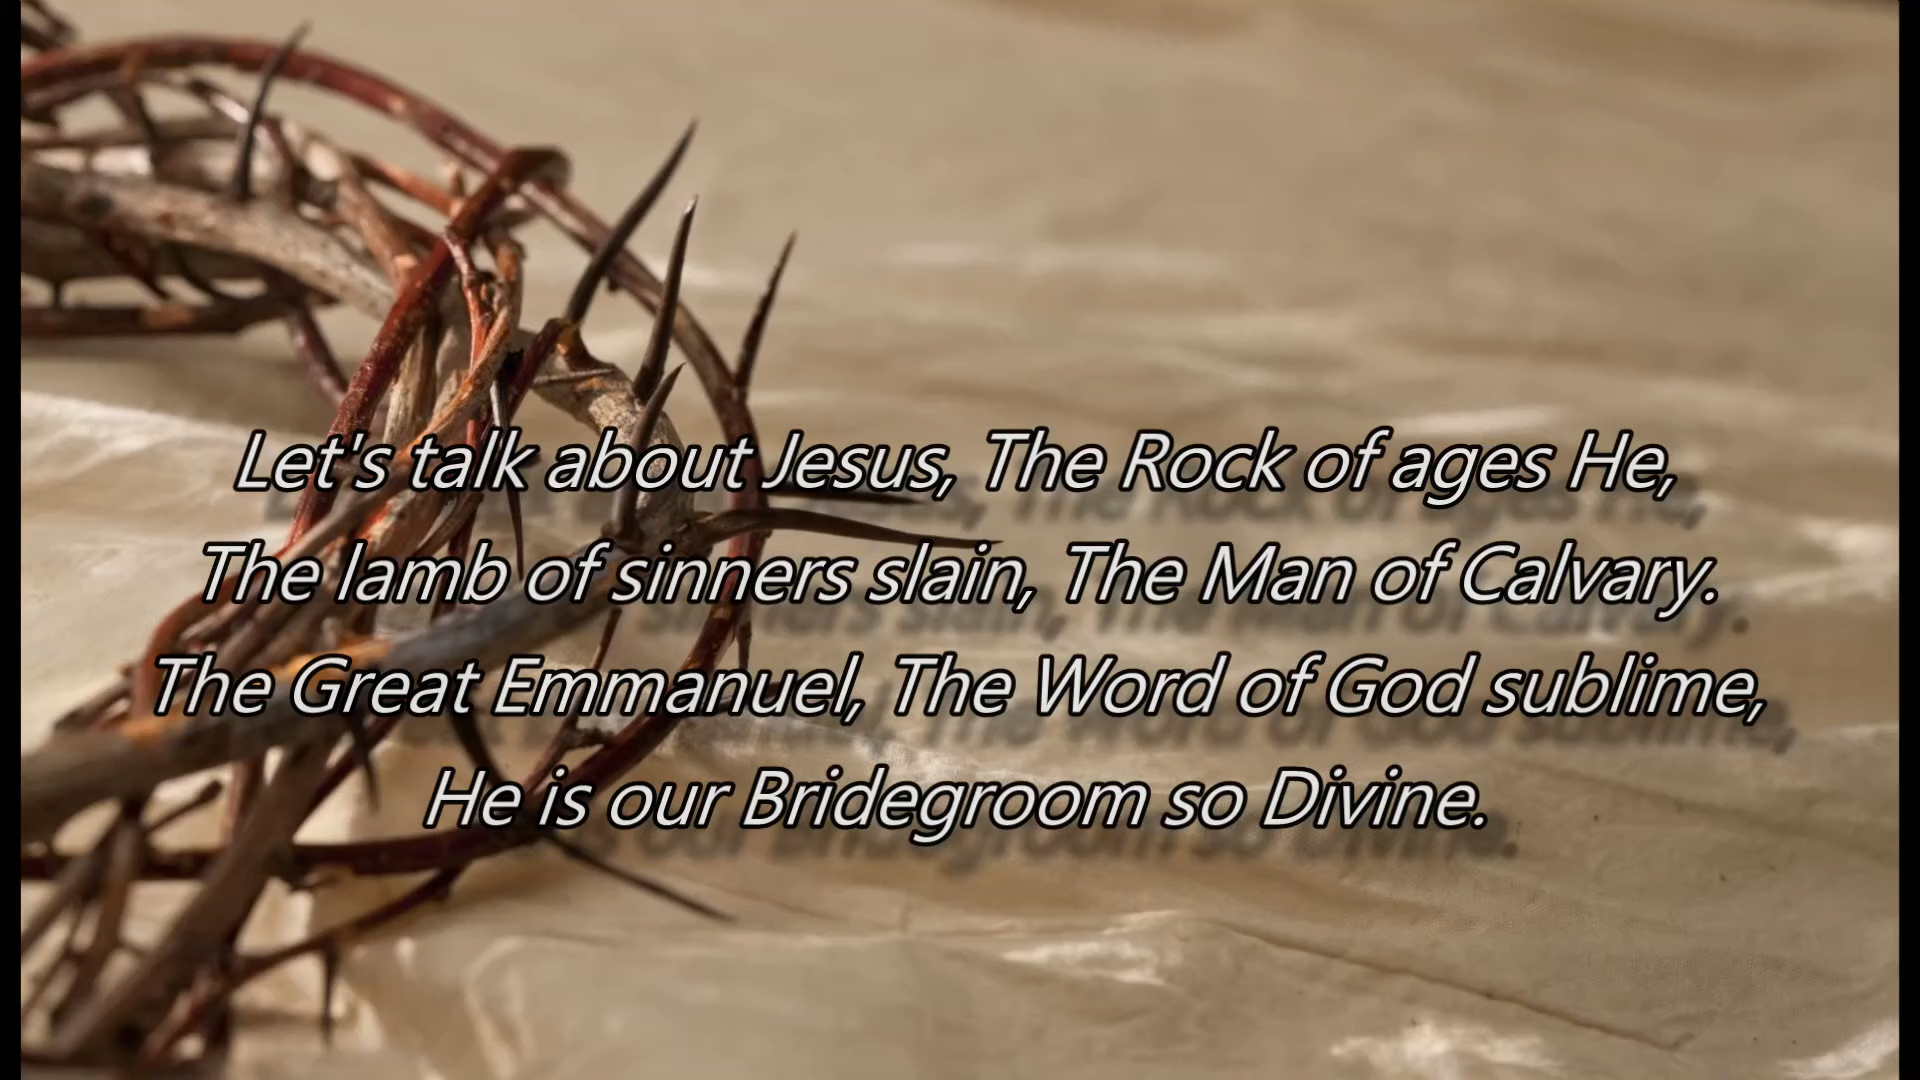 Let's talk about Jesus, The Rock of ages He,
The lamb of sinners slain, The Man of Calvary.
The Great Emmanuel, The Word of God sublime,
He is our Bridegroom so Divine.